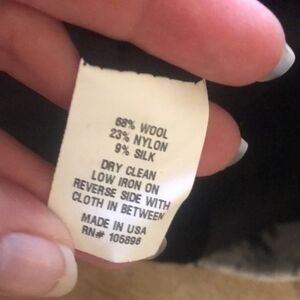 68% WOOL
23% NYLON
9% SILK
DRY CLEAN
LOW IRON ON
REVERSE SIDE WITH
CLOTH IN BETWEEN
MADE IN USA
RN# 105898